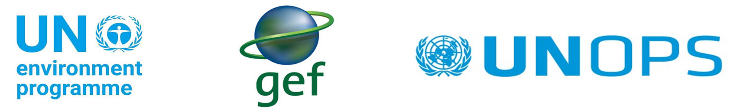 UN
environment
programme
gef
UNOPS